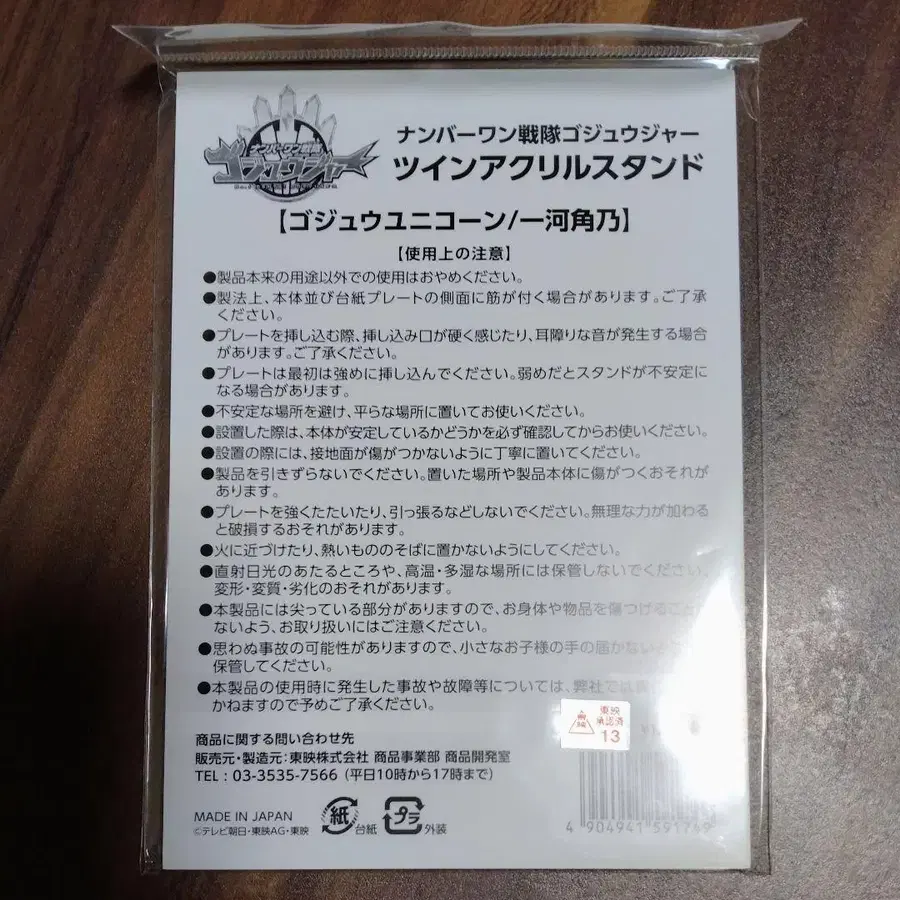 ナンバーワン戦隊
ゴジュウジャー
ナンバーワン戦隊ゴジュウジャー
ツインアクリルスタンド
【ゴジュウユニコーン/一河角乃】
【使用上の注意】
●製品本来の用途以外での使用はおやめください。
●製法上、本体並び台紙プレートの側面に筋が付く場合があります。ご了承
ください。
●プレートを挿し込む際、挿し込み口が硬く感じたり、耳障りな音が発生する場合
があります。ご了承ください。
●プレートは最初は強めに挿し込んでください。弱めだとスタンドが不安定に
なる場合があります。
●不安定な場所を避け、平らな場所に置いてお使いください。
●設置した際は、本体が安定しているかどうかを必ず確認してからお使いください。
●設置の際には、接地面が傷がつかないように丁寧に置いてください。
●製品を引きずらないでください。置いた場所や製品本体に傷がつくおそれが
あります。
●プレートを強くたたいたり、引っ張るなどしないでください。無理な力が加わる
と破損するおそれがあります。
●火に近づけたり、熱いもののそばに置かないようにしてください。
●直射日光のあたるところや、高温・多湿な場所には保管しないでください。
変形・変質・劣化のおそれがあります。
●本製品には尖っている部分がありますので、お身体や物品を傷つけること
ないよう、お取り扱いにはご注意ください。
●思わぬ事故の可能性がありますので、小さなお子様の手の届かない
保管してください。
●本製品の使用時に発生した事故や故障等については、弊社では
かねますので予めご了承ください。
東映
承認済
13
商品に関する問い合わせ先
販売元・製造元：東映株式会社 商品事業部 商品開発室
TEL：03-3535-7566（平日10時から17時まで）
MADE IN JAPAN
©テレビ朝日・東映AG・東映
紙 台紙
プラ 外装
4 904941 591749